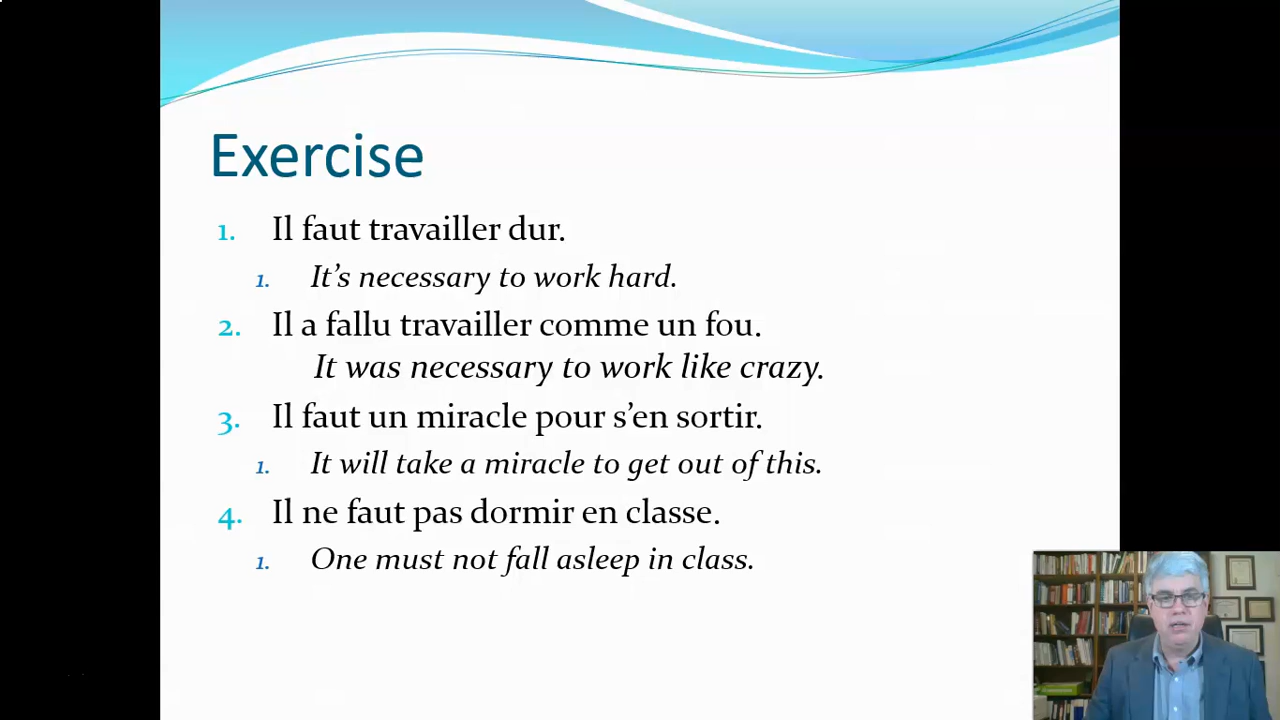 Exercise
1. Il faut travailler dur.
1. It's necessary to work hard.
2. Il a fallu travailler comme un fou.
It was necessary to work like crazy.
3. Il faut un miracle pour s'en sortir.
1. It will take a miracle to get out of this.
4. Il ne faut pas dormir en classe.
1. One must not fall asleep in class.